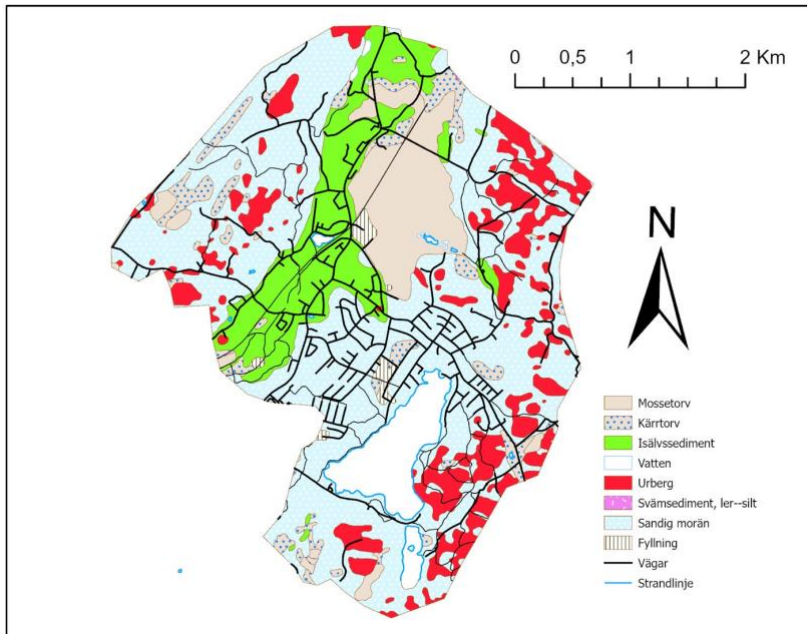 0 0,5 1 2 Km
N
Mossetorv
Kärrtorv
Isälvssediment
Vatten
Urberg
Svämsediment, ler--silt
Sandig morän
Fyllning
Vägar
Strandlinje